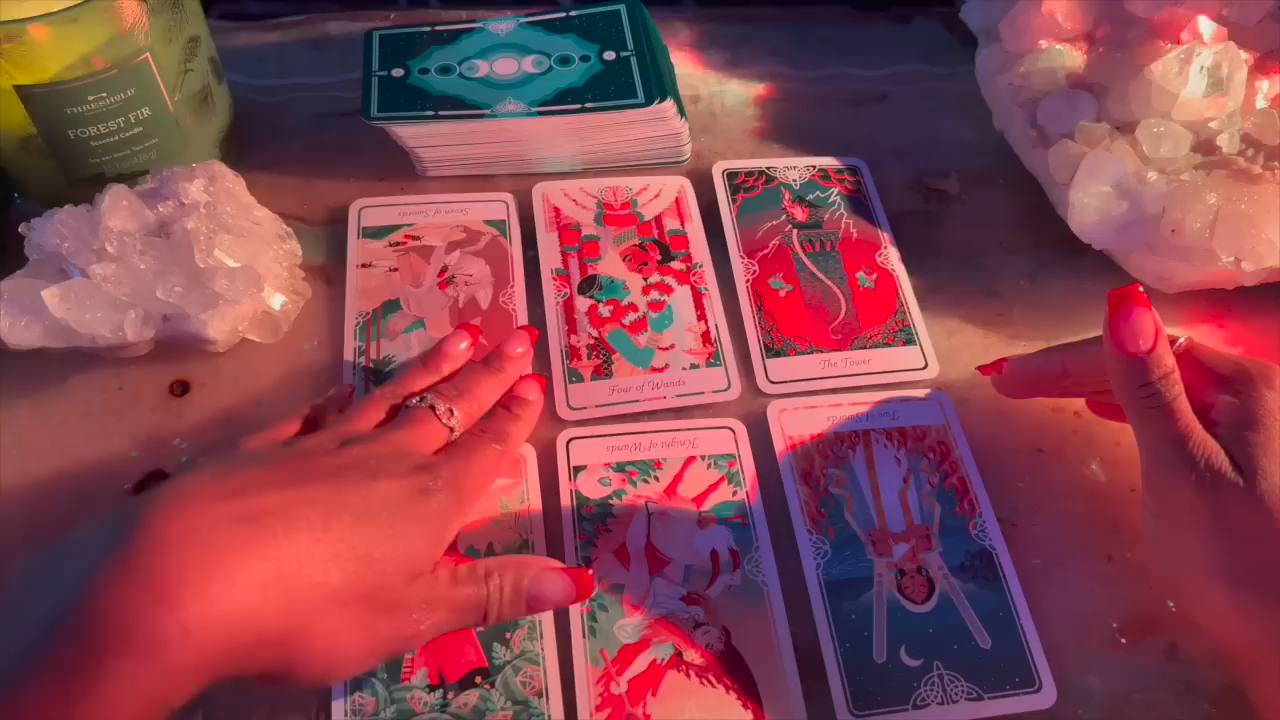 THRESHOLD
FOREST FIR
Scented Candle
Seven of Swords
Four of Wands
The Tower
Knight of Wands
Two of Swords